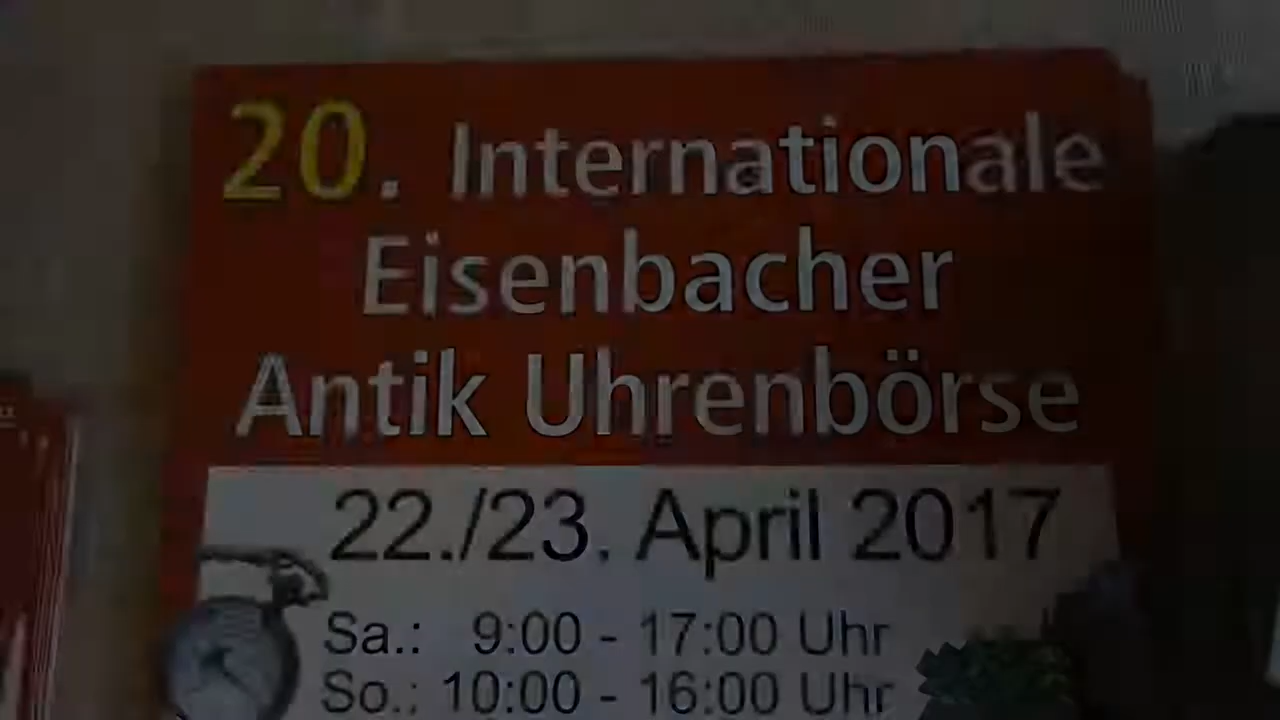 20. Internationale
Eisenbacher
Antik Uhrenbörse
22./23. April 2017
Sa.: 9:00 - 17:00 Uhr
So.: 10:00 - 16:00 Uhr